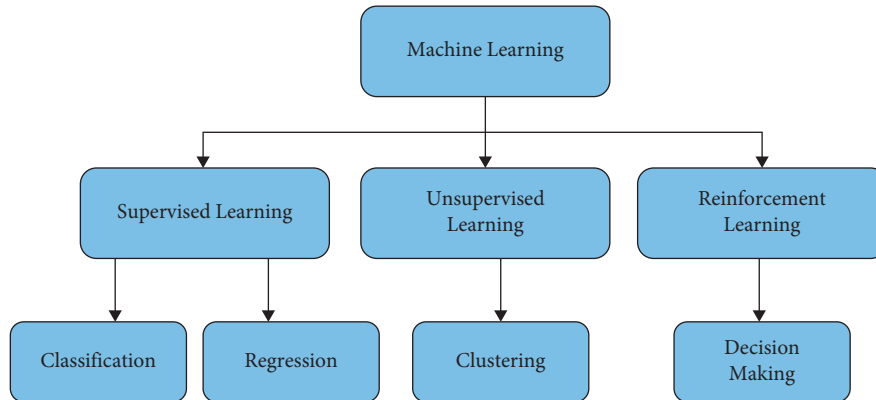 Machine Learning
Supervised Learning
Unsupervised
Learning
Reinforcement
Learning
Classification
Regression
Clustering
Decision
Making